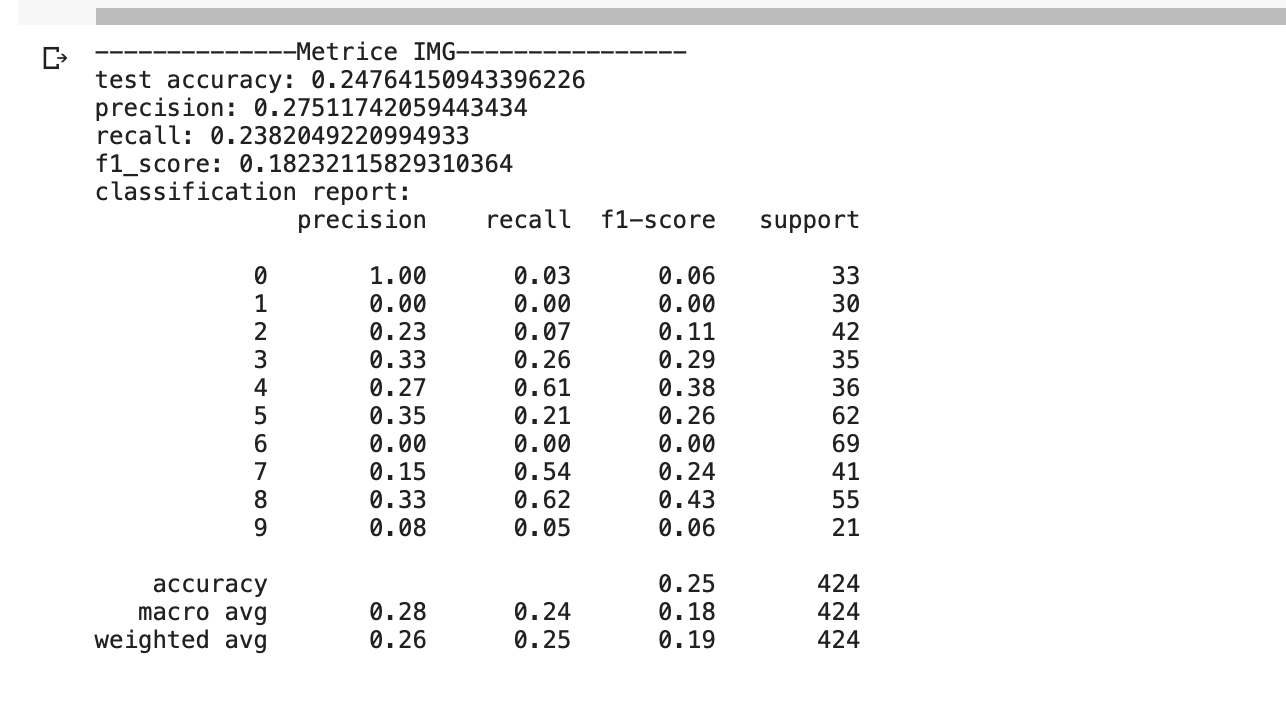 --------------Metrice IMG----------------
test accuracy: 0.24764150943396226
precision: 0.27511742059443434
recall: 0.2382049220994933
f1_score: 0.18232115829310364
classification report:
              precision    recall  f1-score   support

           0       1.00      0.03      0.06        33
           1       0.00      0.00      0.00        30
           2       0.23      0.07      0.11        42
           3       0.33      0.26      0.29        35
           4       0.27      0.61      0.38        36
           5       0.35      0.21      0.26        62
           6       0.00      0.00      0.00        69
           7       0.15      0.54      0.24        41
           8       0.33      0.62      0.43        55
           9       0.08      0.05      0.06        21

    accuracy                           0.25       424
   macro avg       0.28      0.24      0.18       424
weighted avg       0.26      0.25      0.19       424